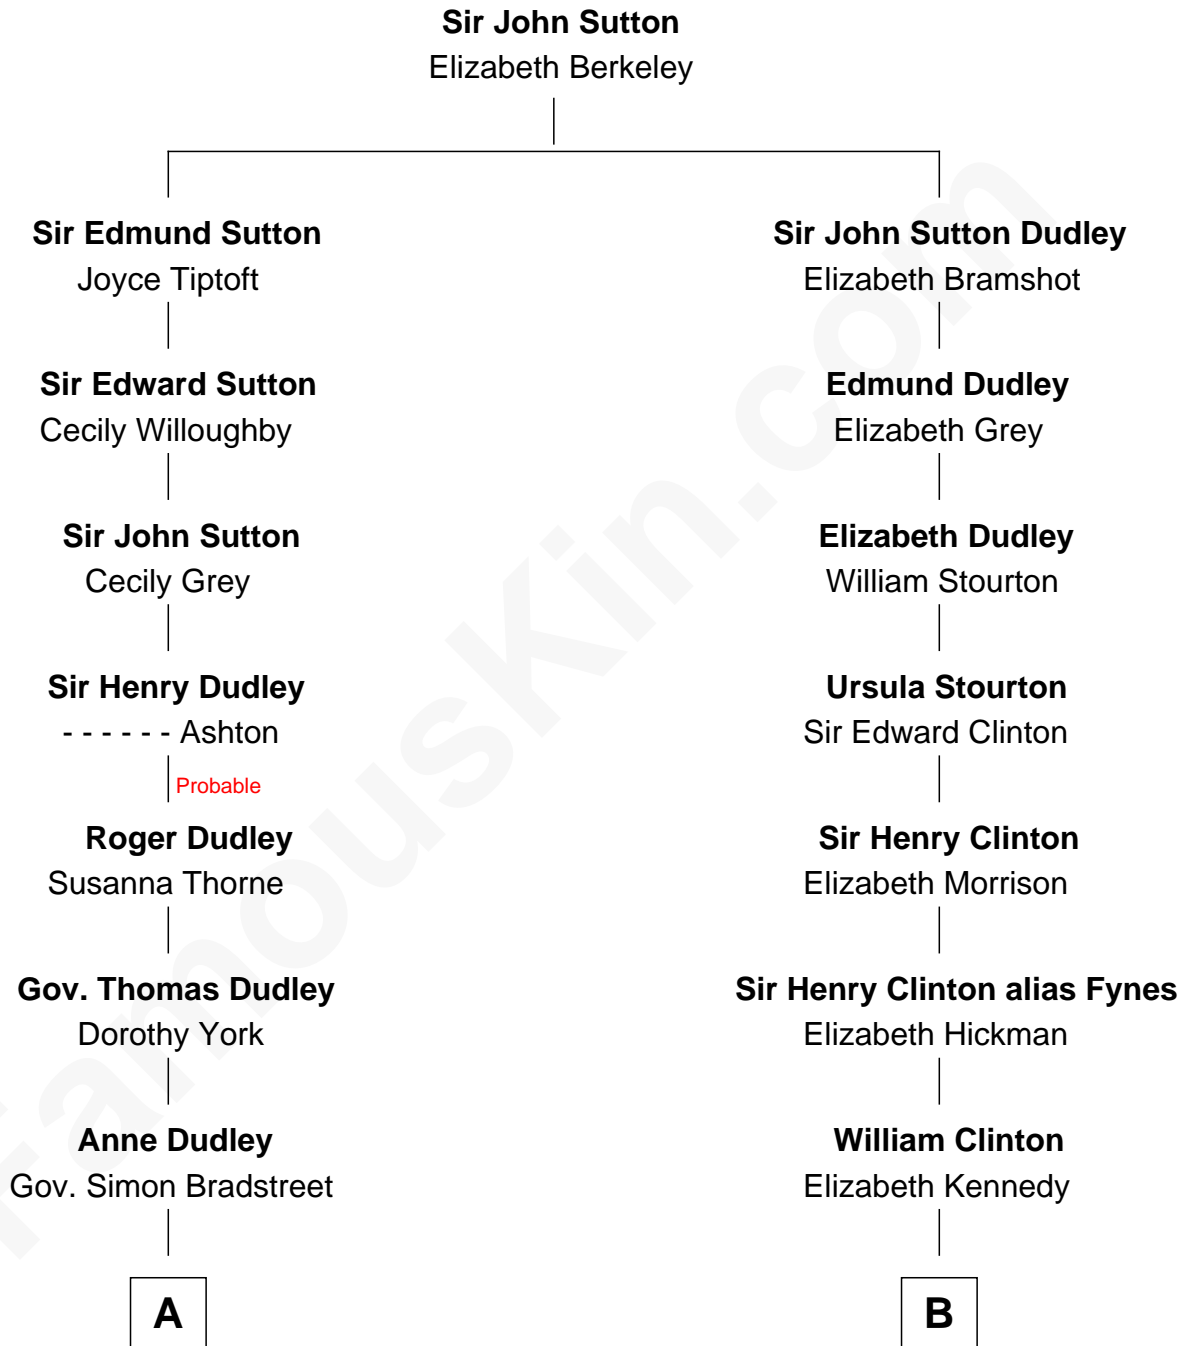 Sir John Sutton
Elizabeth Berkeley
Sir Edmund Sutton
Joyce Tiptoft
Sir Edward Sutton
Cecily Willoughby
Sir John Sutton
Cecily Grey
Sir Henry Dudley
- - - - - - Ashton
Probable
Roger Dudley
Susanna Thorne
Gov. Thomas Dudley
Dorothy York
Anne Dudley
Gov. Simon Bradstreet
A
Sir John Sutton Dudley
Elizabeth Bramshot
Edmund Dudley
Elizabeth Grey
Elizabeth Dudley
William Stourton
Ursula Stourton
Sir Edward Clinton
Sir Henry Clinton
Elizabeth Morrison
Sir Henry Clinton alias Fynes
Elizabeth Hickman
William Clinton
Elizabeth Kennedy
B
FamousKin.com